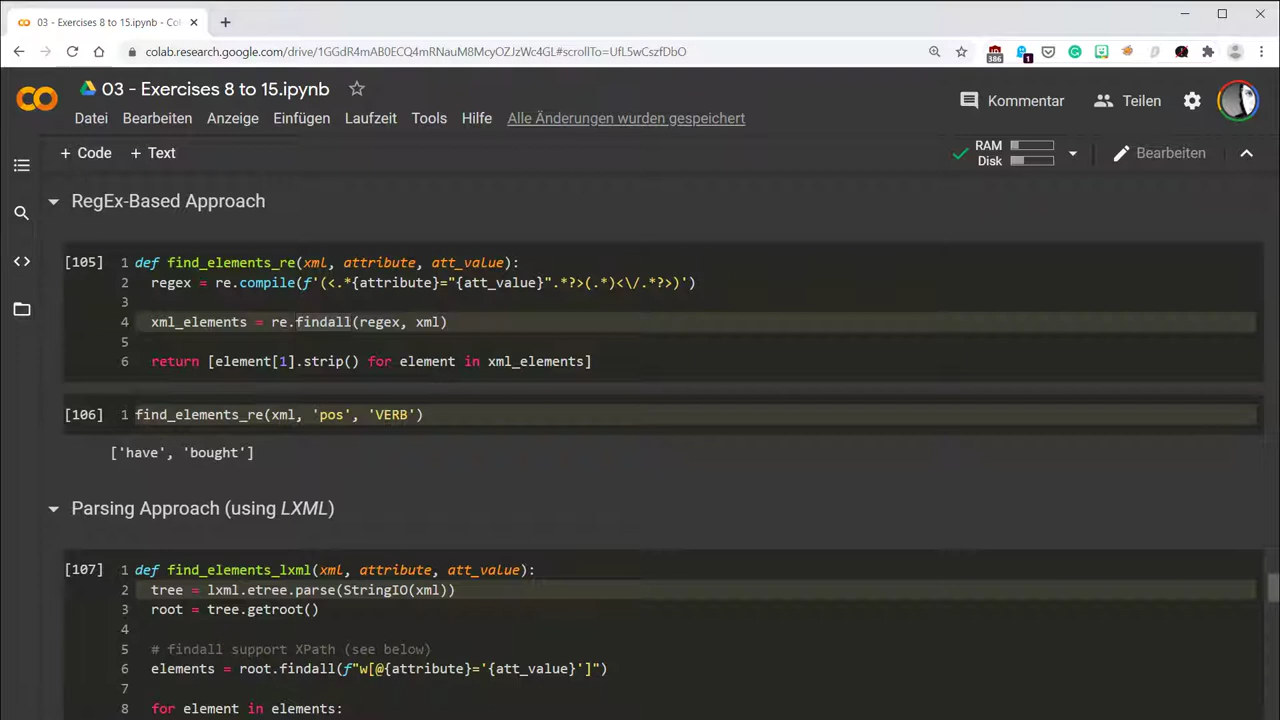 03 - Exercises 8 to 15.ipynb - Col
colab.research.google.com/drive/1GGdR4mAB0ECQ4mRNauM8McyOZJzWc4GL#scrollTo=UfL5wCszfDbO
386
1
03 - Exercises 8 to 15.ipynb
Datei Bearbeiten Anzeige Einfügen Laufzeit Tools Hilfe Alle Änderungen wurden gespeichert
Kommentar Teilen
+ Code + Text
RAM
Disk
Bearbeiten
RegEx-Based Approach
[105] 1 def find_elements_re(xml, attribute, att_value):
2 regex = re.compile(f'(<.*{attribute}="{att_value}".*?>(.*)<\/.*?>)')
3
4 xml_elements = re.findall(regex, xml)
5
6 return [element[1].strip() for element in xml_elements]
[106] 1 find_elements_re(xml, 'pos', 'VERB')
['have', 'bought']
Parsing Approach (using LXML)
[107] 1 def find_elements_lxml(xml, attribute, att_value):
2 tree = lxml.etree.parse(StringIO(xml))
3 root = tree.getroot()
4
5 # findall support XPath (see below)
6 elements = root.findall(f"w[@{attribute}='{att_value}']")
7
8 for element in elements: